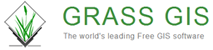 GRASS GIS
The world's leading Free GIS software